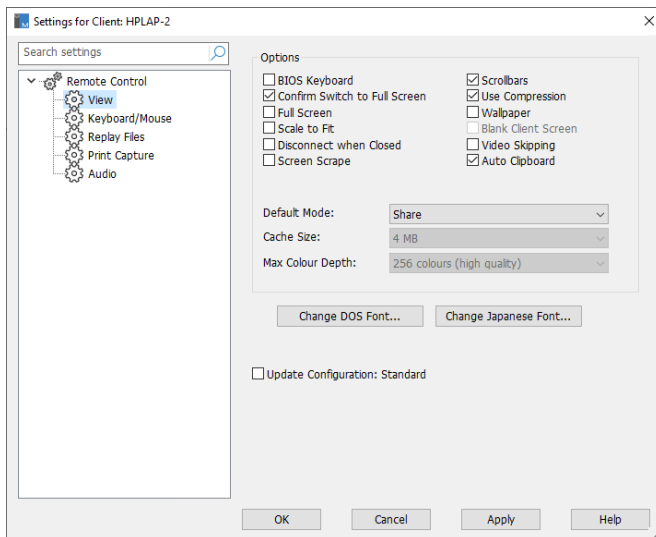 Settings for Client: HPLAP-2
Search settings
Remote Control
View
Keyboard/Mouse
Replay Files
Print Capture
Audio
Options
BIOS Keyboard
Confirm Switch to Full Screen
Full Screen
Scale to Fit
Disconnect when Closed
Screen Scrape
Scrollbars
Use Compression
Wallpaper
Blank Client Screen
Video Skipping
Auto Clipboard
Default Mode: Share
Cache Size: 4 MB
Max Colour Depth: 256 colours (high quality)
Change DOS Font... Change Japanese Font...
Update Configuration: Standard
OK Cancel Apply Help